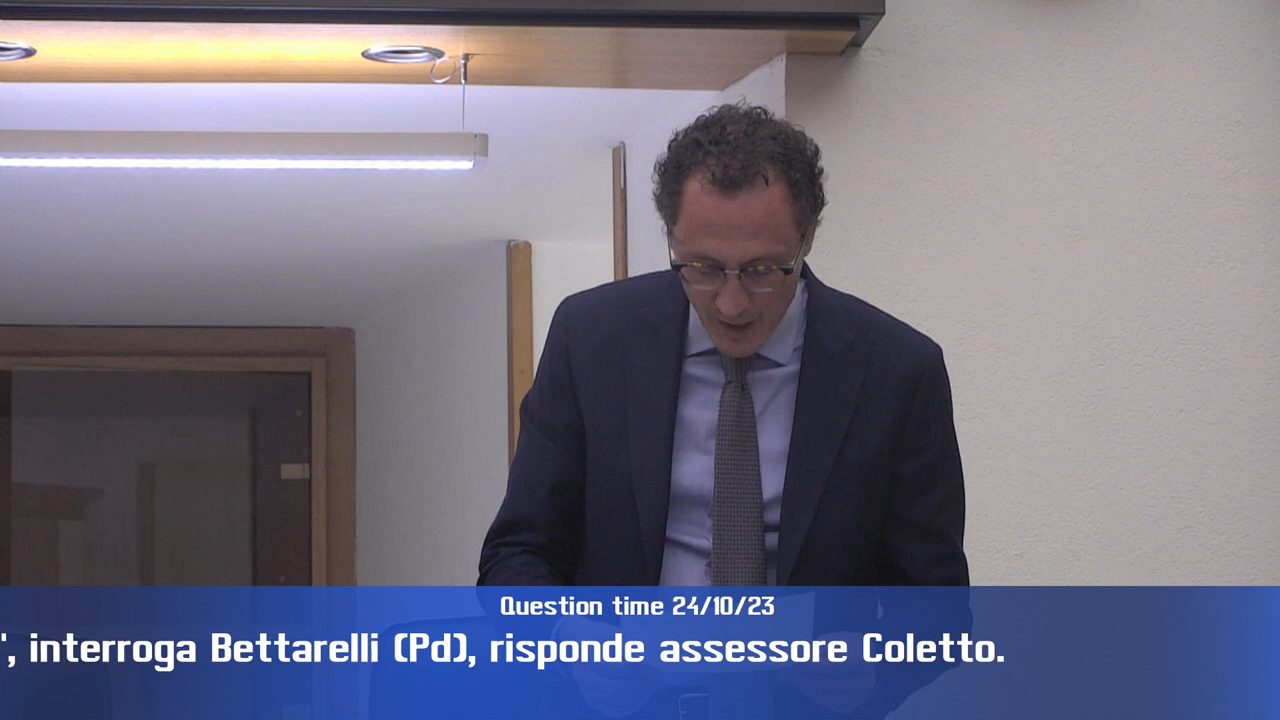 Question time 24/10/23
", interroga Bettarelli (Pd), risponde assessore Coletto.